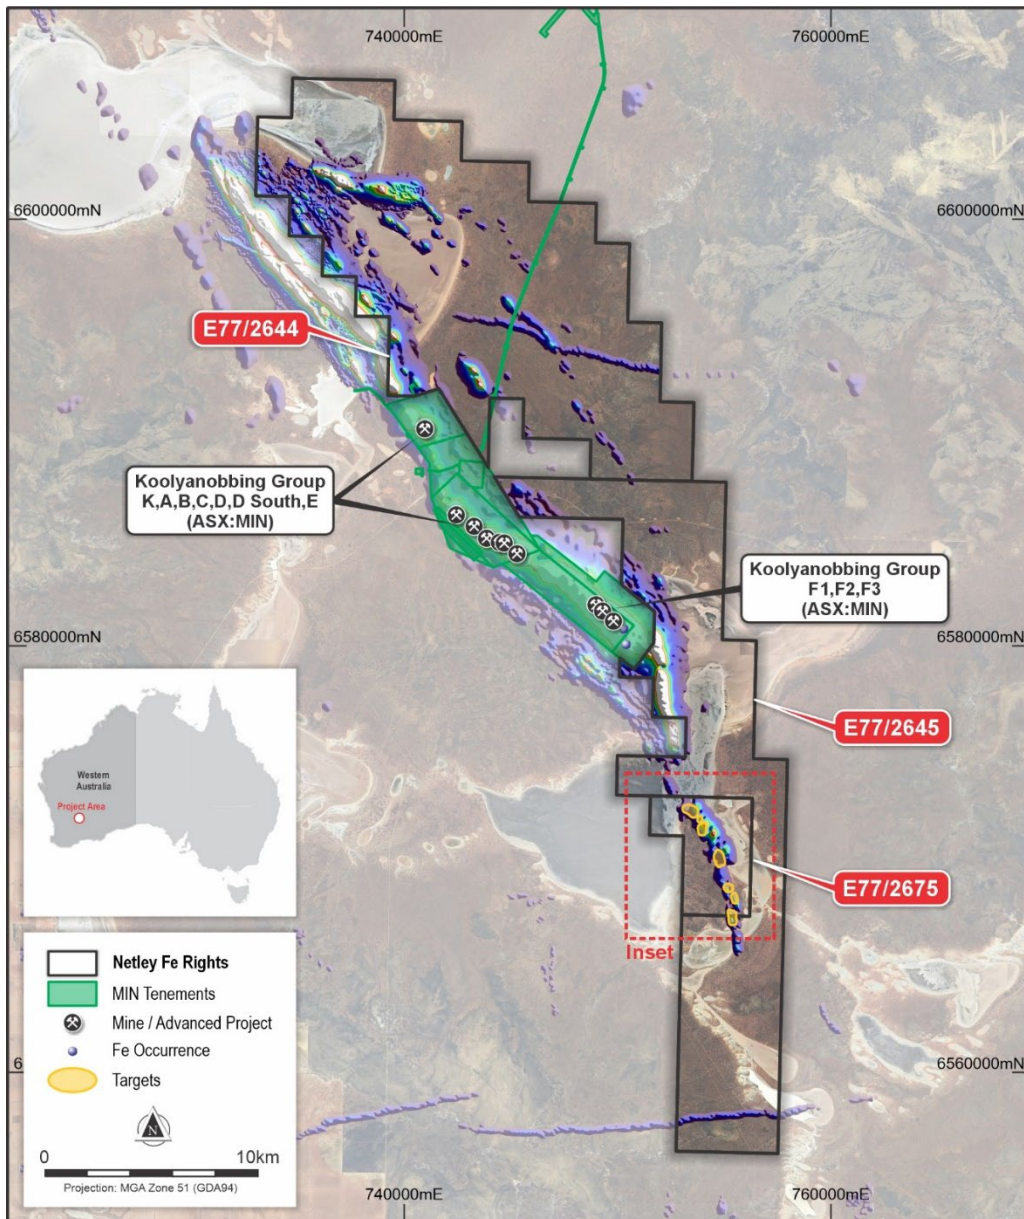 740000mE
760000mE
6600000mN
6600000mN
E77/2644
Koolyanobbing Group
K,A,B,C,D,D South,E
(ASX:MIN)
Koolyanobbing Group
F1,F2,F3
(ASX:MIN)
6580000mN
6580000mN
E77/2645
Western
Australia
Project Area
E77/2675
Inset
Netley Fe Rights
MIN Tenements
Mine / Advanced Project
Fe Occurrence
Targets
N
0
10km
Projection: MGA Zone 51 (GDA94)
6
6560000mN
740000mE
760000mE